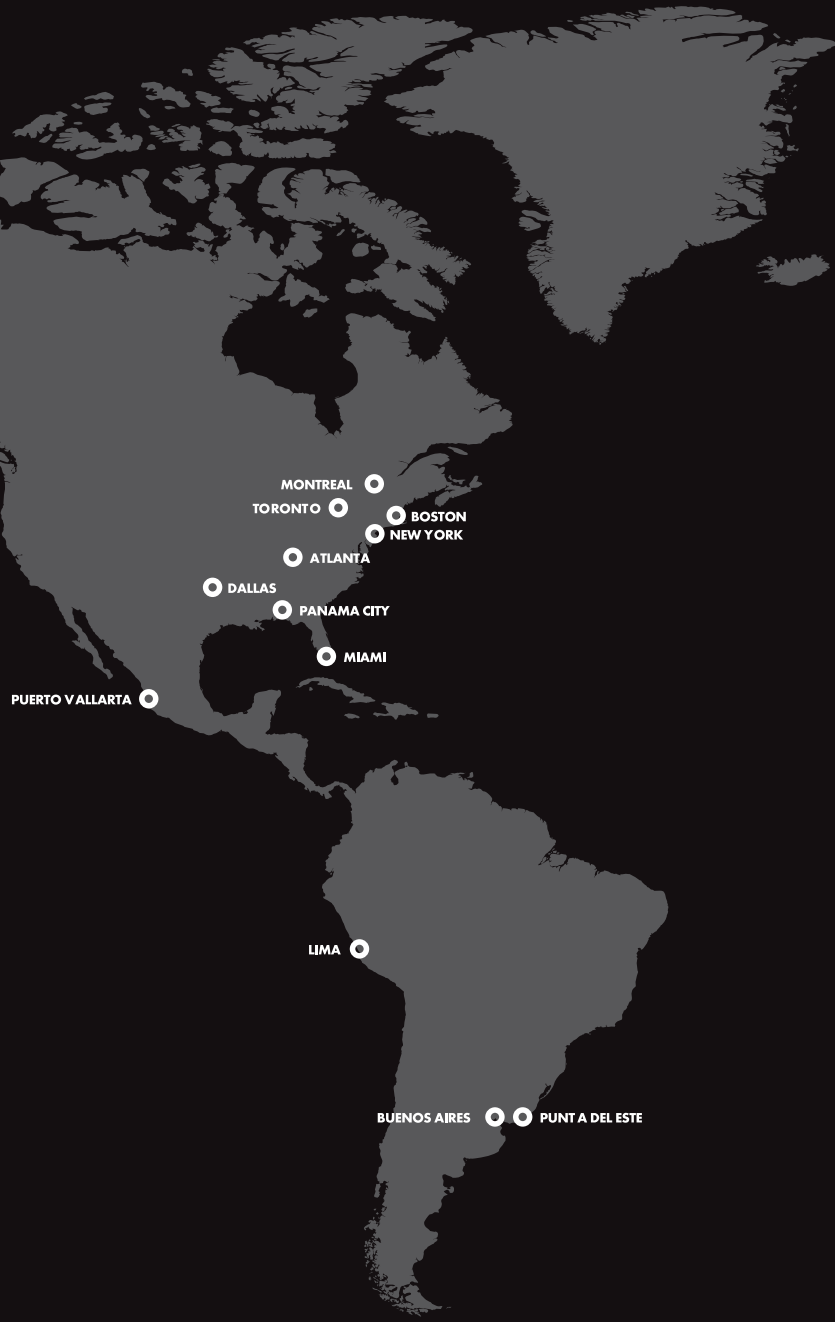 MONTREAL
TORONTO
BOSTON
NEW YORK
ATLANTA
DALLAS
PANAMA CITY
MIAMI
PUERTO VALLARTA
LIMA
BUENOS AIRES
PUNTA DEL ESTE